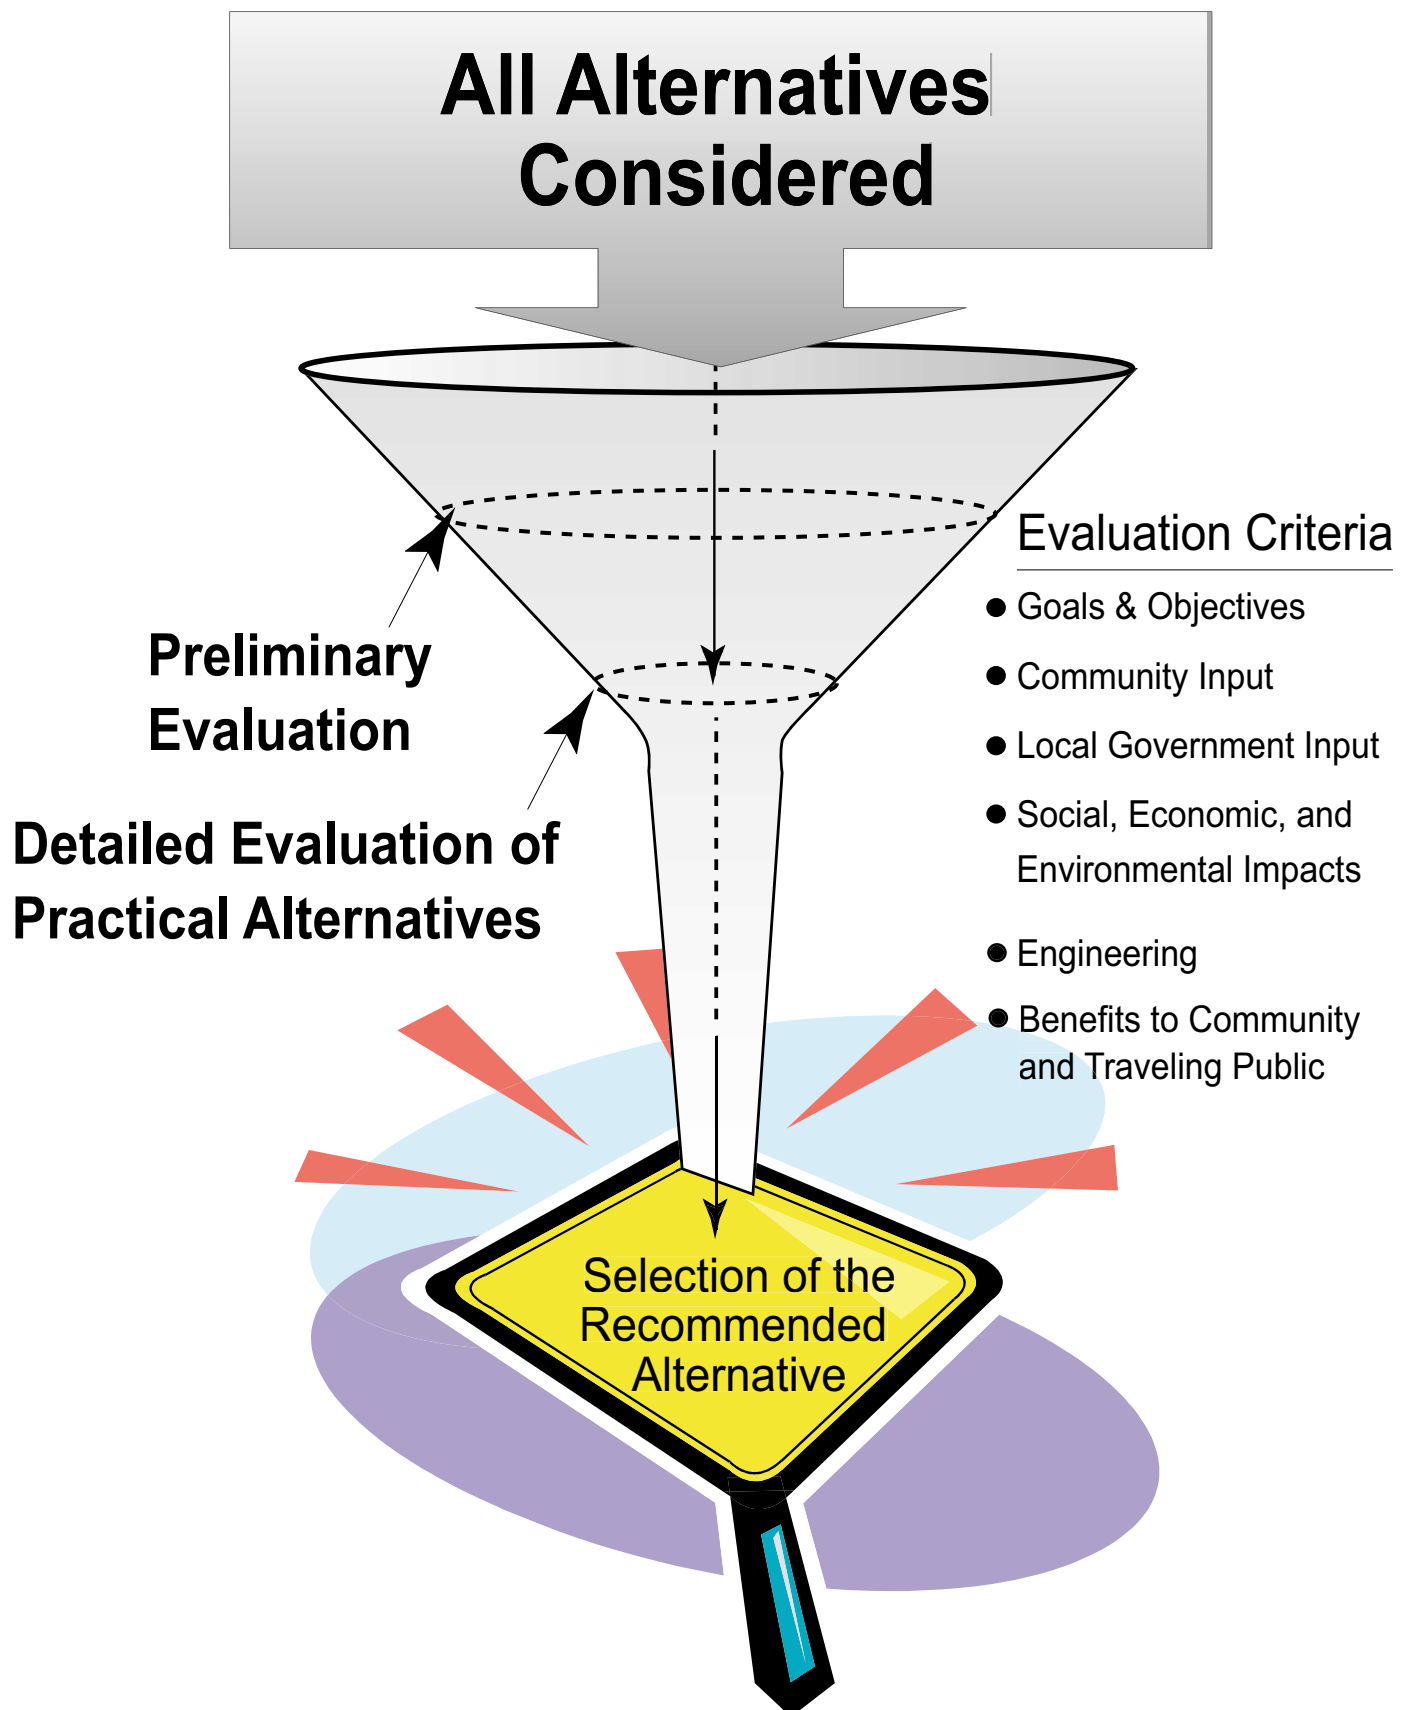 All Alternatives
Considered
Preliminary
Evaluation
Detailed Evaluation of
Practical Alternatives
Evaluation Criteria
● Goals & Objectives
● Community Input
● Local Government Input
● Social, Economic, and
Environmental Impacts
● Engineering
● Benefits to Community
and Traveling Public
Selection of the
Recommended
Alternative